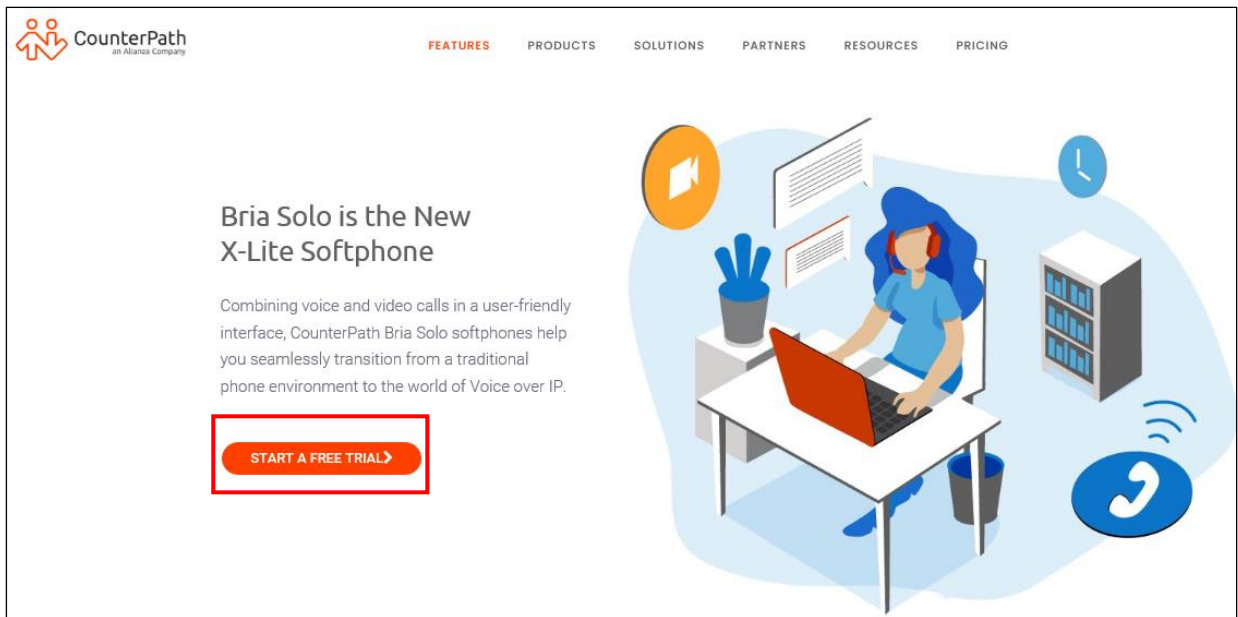 CounterPath
an Alianza Company
FEATURES PRODUCTS SOLUTIONS PARTNERS RESOURCES PRICING
Bria Solo is the New
X-Lite Softphone
Combining voice and video calls in a user-friendly
interface, CounterPath Bria Solo softphones help
you seamlessly transition from a traditional
phone environment to the world of Voice over IP.
START A FREE TRIAL